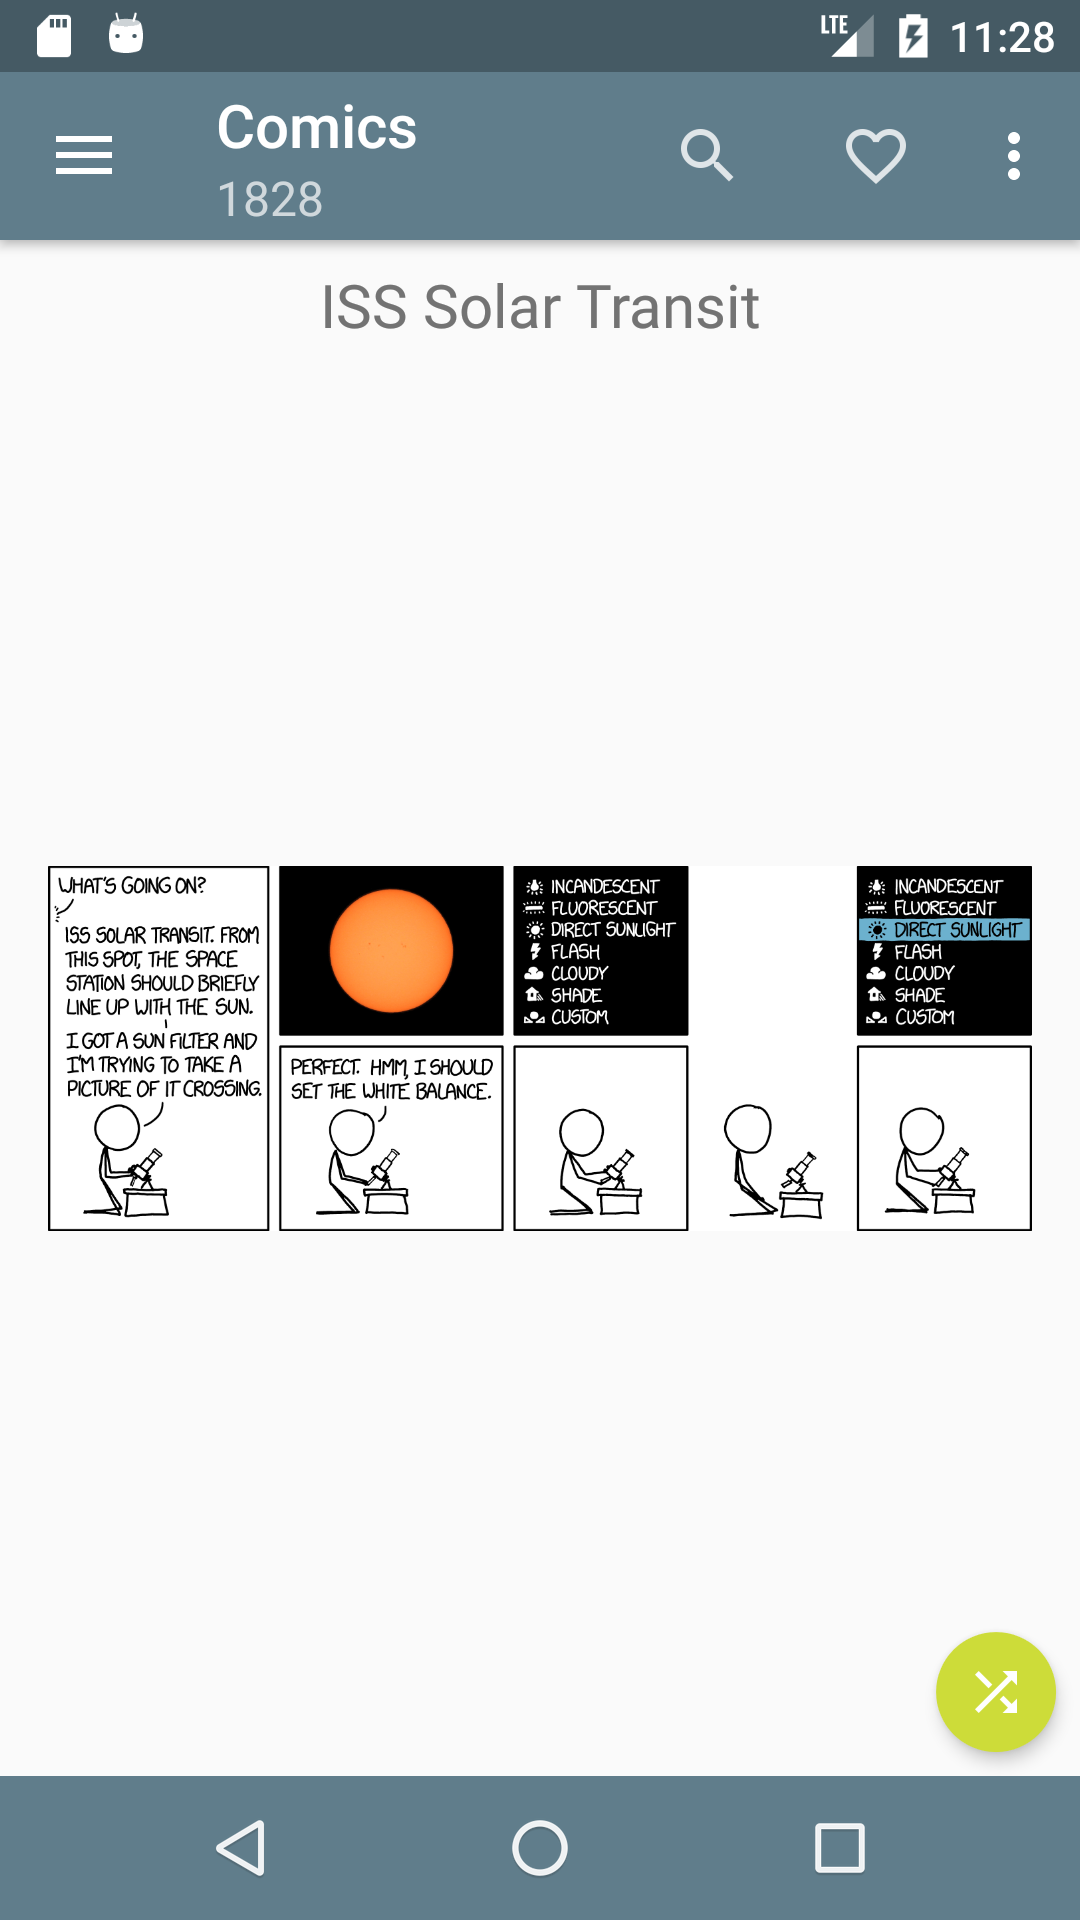 LTE
11:28
Comics
1828
ISS Solar Transit
WHAT'S GOING ON?
ISS SOLAR TRANSIT. FROM
THIS SPOT, THE SPACE
STATION SHOULD BRIEFLY
LINE UP WITH THE SUN.
I GOT A SUN FILTER AND
I'M TRYING TO TAKE A
PICTURE OF IT CROSSING.
PERFECT. HMM, I SHOULD
SET THE WHITE BALANCE.
INCANDESCENT
FLUORESCENT
DIRECT SUNLIGHT
FLASH
CLOUDY
SHADE
CUSTOM
INCANDESCENT
FLUORESCENT
DIRECT SUNLIGHT
FLASH
CLOUDY
SHADE
CUSTOM